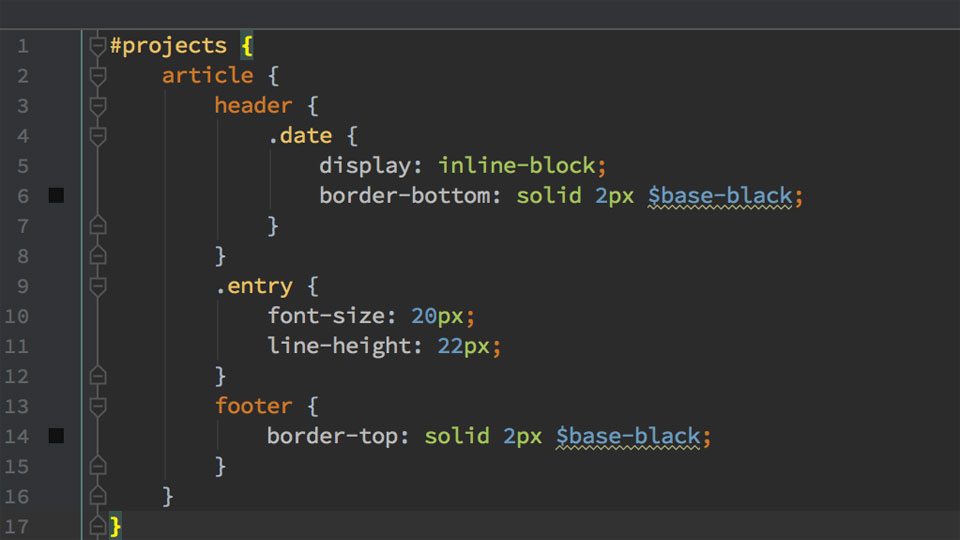 1 #projects {
2     article {
3         header {
4             .date {
5                 display: inline-block;
6                 border-bottom: solid 2px $base-black;
7             }
8         }
9         .entry {
10             font-size: 20px;
11             line-height: 22px;
12         }
13         footer {
14             border-top: solid 2px $base-black;
15         }
16     }
17 }